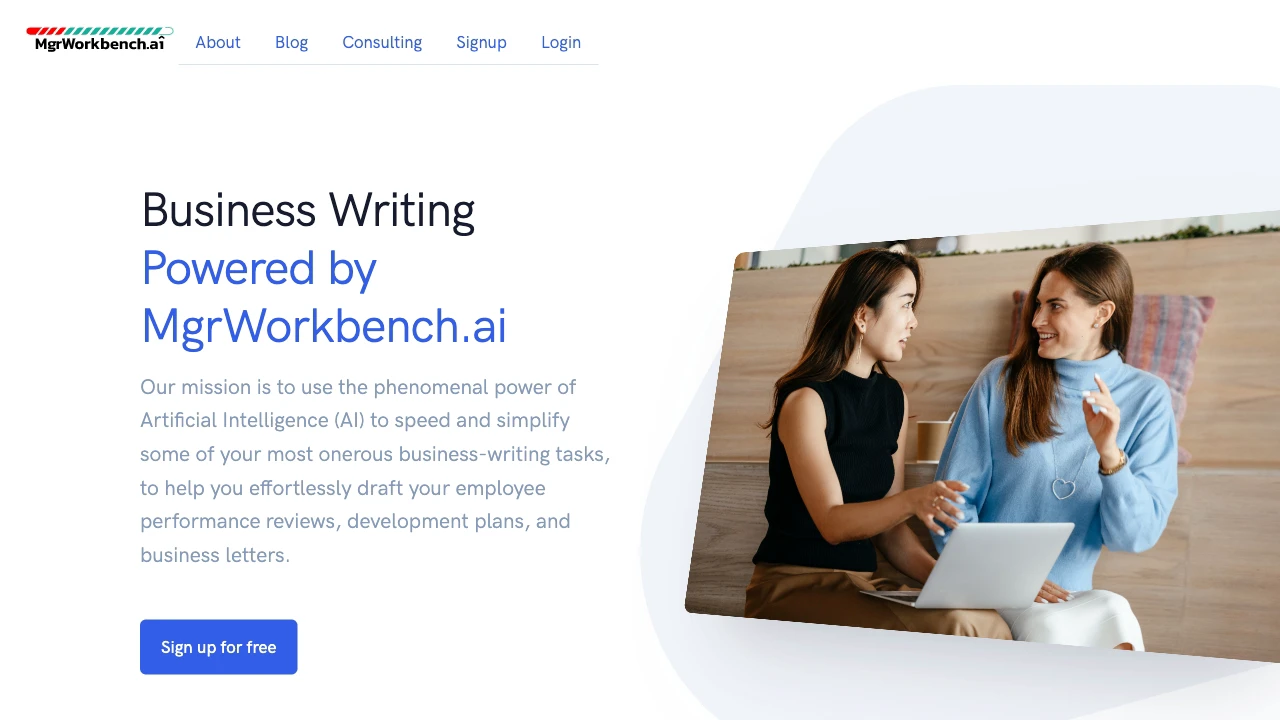 MgrWorkbench.ai
About Blog Consulting Signup Login
Business Writing
Powered by
MgrWorkbench.ai
Our mission is to use the phenomenal power of
Artificial Intelligence (AI) to speed and simplify
some of your most onerous business-writing tasks,
to help you effortlessly draft your employee
performance reviews, development plans, and
business letters.
Sign up for free